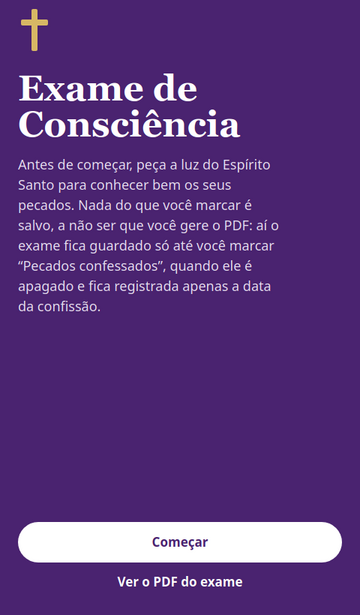 Exame de
Consciência
Antes de começar, peça a luz do Espírito
Santo para conhecer bem os seus
pecados. Nada do que você marcar é
salvo, a não ser que você gere o PDF: aí o
exame fica guardado só até você marcar
“Pecados confessados”, quando ele é
apagado e fica registrada apenas a data
da confissão.
Começar
Ver o PDF do exame